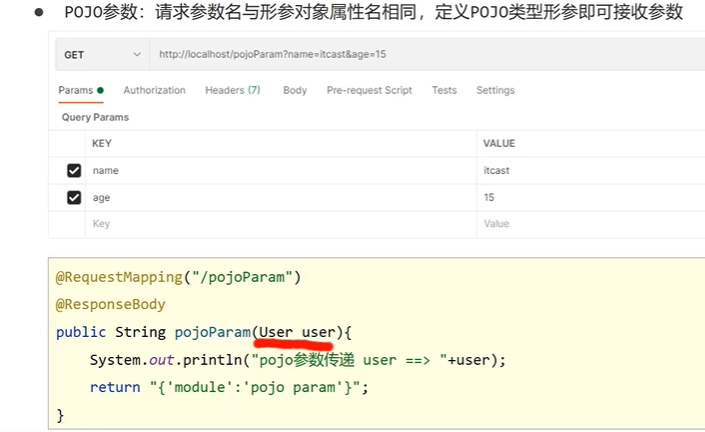 ● POJO参数：请求参数名与形参对象属性名相同，定义POJO类型形参即可接收参数
GET http://localhost/pojoParam?name=itcast&age=15
Params Authorization Headers (7) Body Pre-request Script Tests Settings
Query Params
KEY VALUE
name itcast
age 15
Key Value
@RequestMapping("/pojoParam")
@ResponseBody
public String pojoParam(User user){
System.out.println("pojo参数传递 user ==> "+user);
return "{'module':'pojo param'}";
}